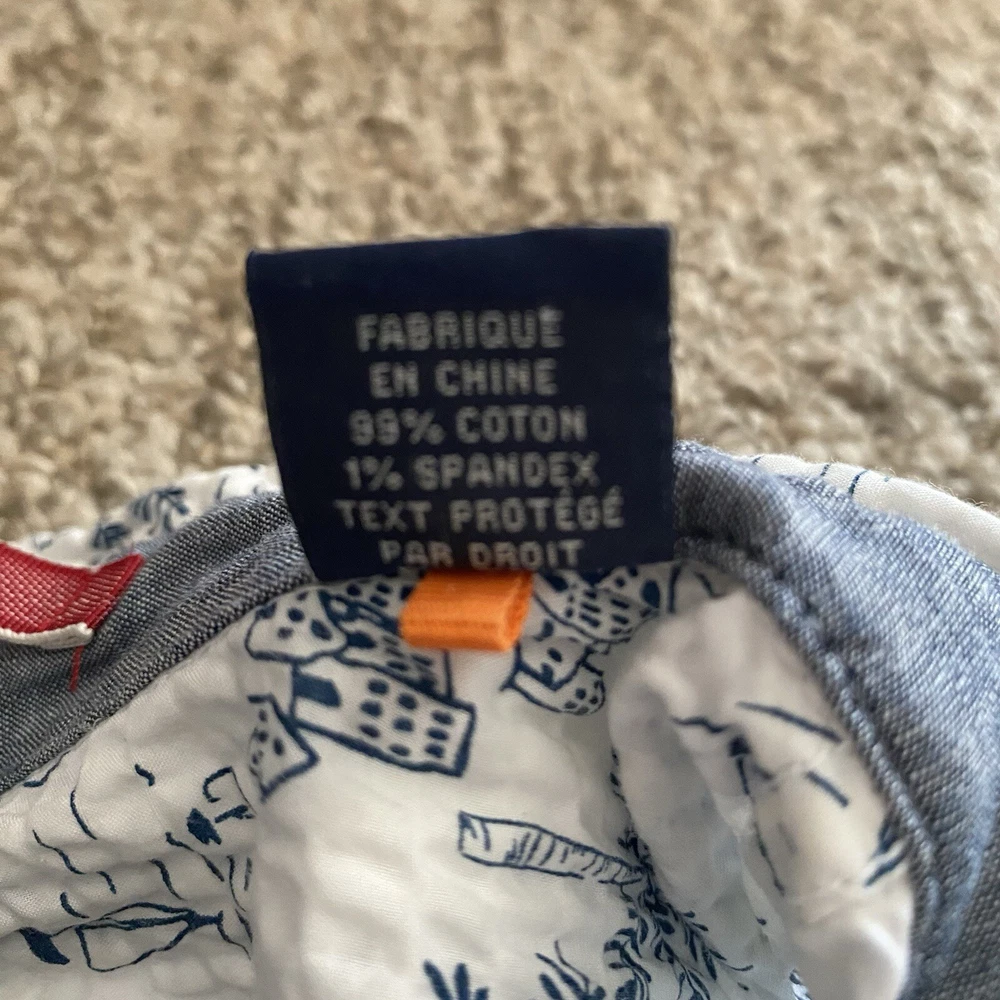 FABRIQUÉ
EN CHINE
99% COTON
1% SPANDEX
TEXT PROTÉGÉ
PAR DROIT